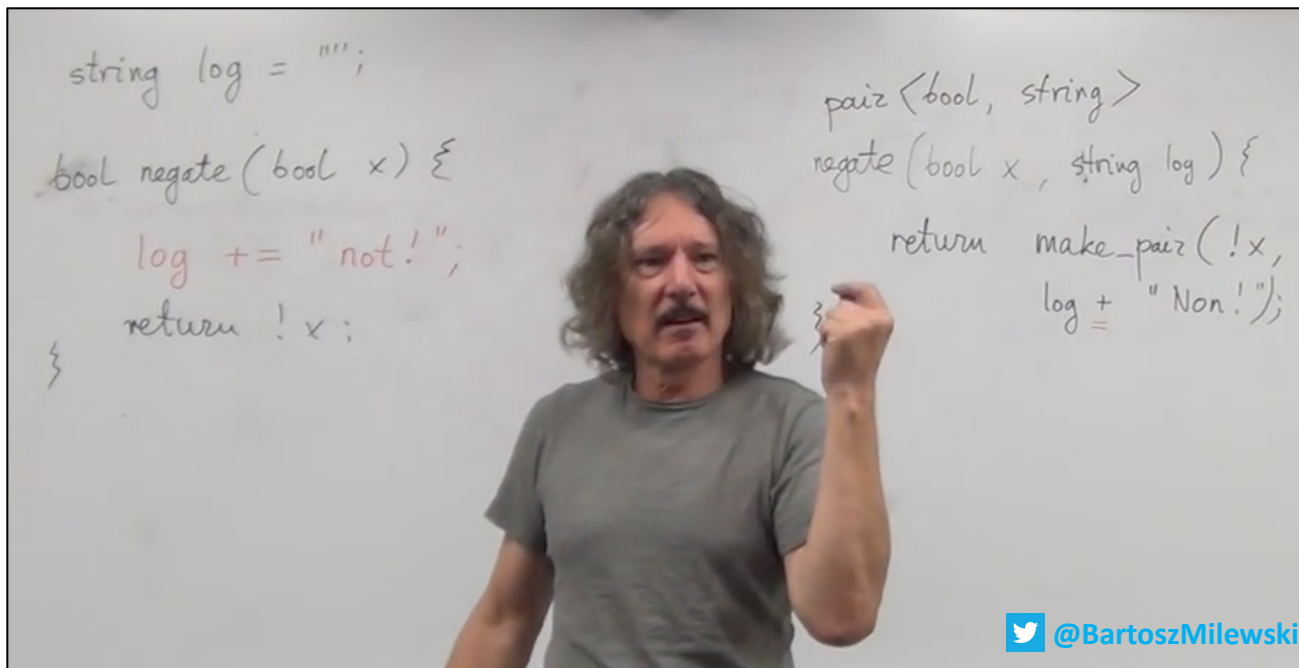 string log = "";
bool negate (bool x) {
log += "not!";
return !x;
}
pair<bool, string>
negate (bool x, string log) {
return make_pair(!x,
log + "Non!");
}
@BartoszMilewski